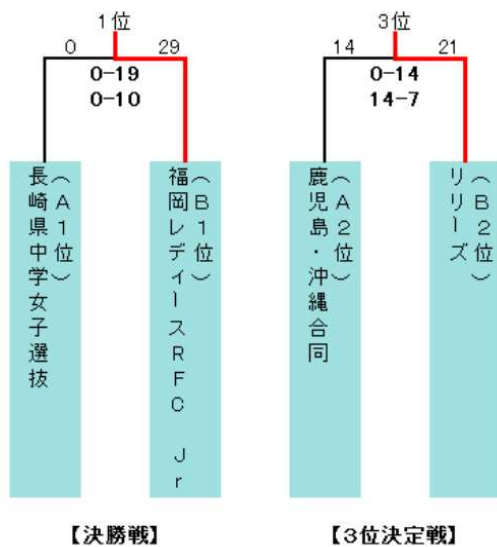 1位
0 29
0-19
0-10
(A1位)
長崎県中学女子選抜
(B1位)
福岡レディースRFC Jr
【決勝戦】
3位
14 21
0-14
14-7
(A2位)
鹿児島・沖縄合同
(B2位)
リリーズ
【3位決定戦】